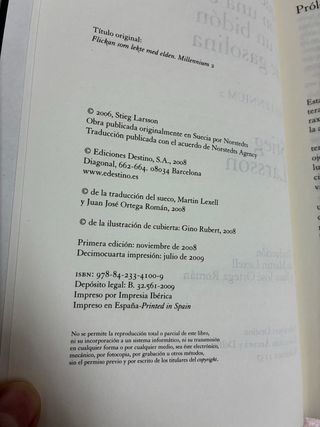 Título original:
Flickan som lekte med elden. Millennium 2
© 2006, Stieg Larsson
Obra publicada originalmente en Suecia por Norstedts
Traducción publicada con el acuerdo de Norstedts Agency
© Ediciones Destino, S.A., 2008
Diagonal, 662-664. 08034 Barcelona
www.edestino.es
© de la traducción del sueco, Martin Lexell
y Juan José Ortega Román, 2008
© de la ilustración de cubierta: Gino Rubert, 2008
Primera edición: noviembre de 2008
Decimocuarta impresión: julio de 2009
ISBN: 978-84-233-4100-9
Depósito legal: B. 32.561-2009
Impreso por Impresia Ibérica
Impreso en España-Printed in Spain
No se permite la reproducción total o parcial de este libro,
ni su incorporación a un sistema informático, ni su transmisión
en cualquier forma o por cualquier medio, sea éste electrónico,
mecánico, por fotocopia, por grabación u otros métodos,
sin el permiso previo y por escrito de los titulares del copyright.
Prólo